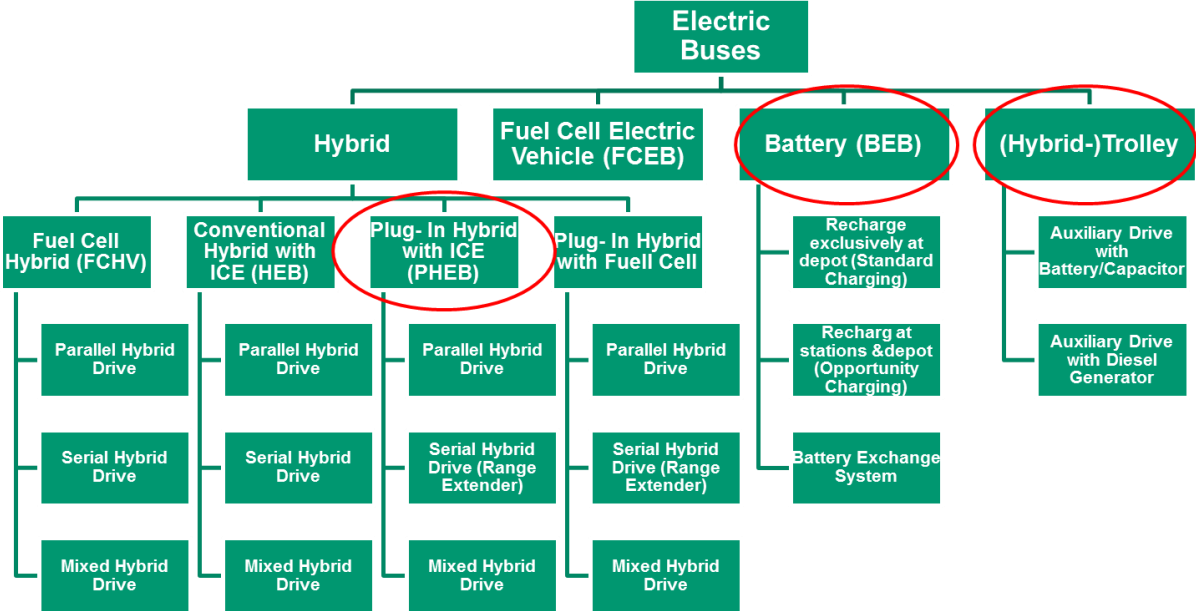 Electric
Buses
Hybrid
Fuel Cell Electric
Vehicle (FCEB)
Battery (BEB)
(Hybrid-)Trolley
Fuel Cell
Hybrid (FCHV)
Conventional
Hybrid with
ICE (HEB)
Plug- In Hybrid
with ICE
(PHEB)
Plug- In Hybrid
with Fuell Cell
Recharge
exclusively at
depot (Standard
Charging)
Auxiliary Drive
with
Battery/Capacitor
Parallel Hybrid
Drive
Parallel Hybrid
Drive
Parallel Hybrid
Drive
Parallel Hybrid
Drive
Recharg at
stations &depot
(Opportunity
Charging)
Auxiliary Drive
with Diesel
Generator
Serial Hybrid
Drive
Serial Hybrid
Drive
Serial Hybrid
Drive (Range
Extender)
Serial Hybrid
Drive (Range
Extender)
Battery Exchange
System
Mixed Hybrid
Drive
Mixed Hybrid
Drive
Mixed Hybrid
Drive
Mixed Hybrid
Drive